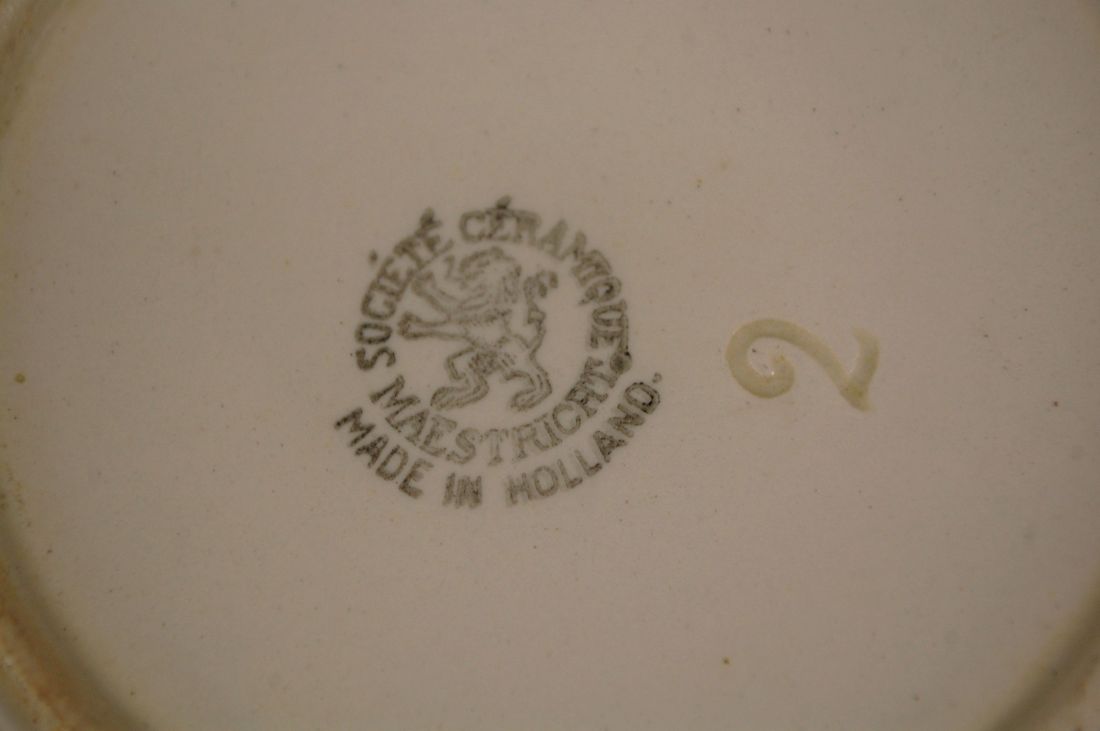 SOCIÉTÉ CÉRAMIQUE
MAESTRICHT
MADE IN HOLLAND.
2